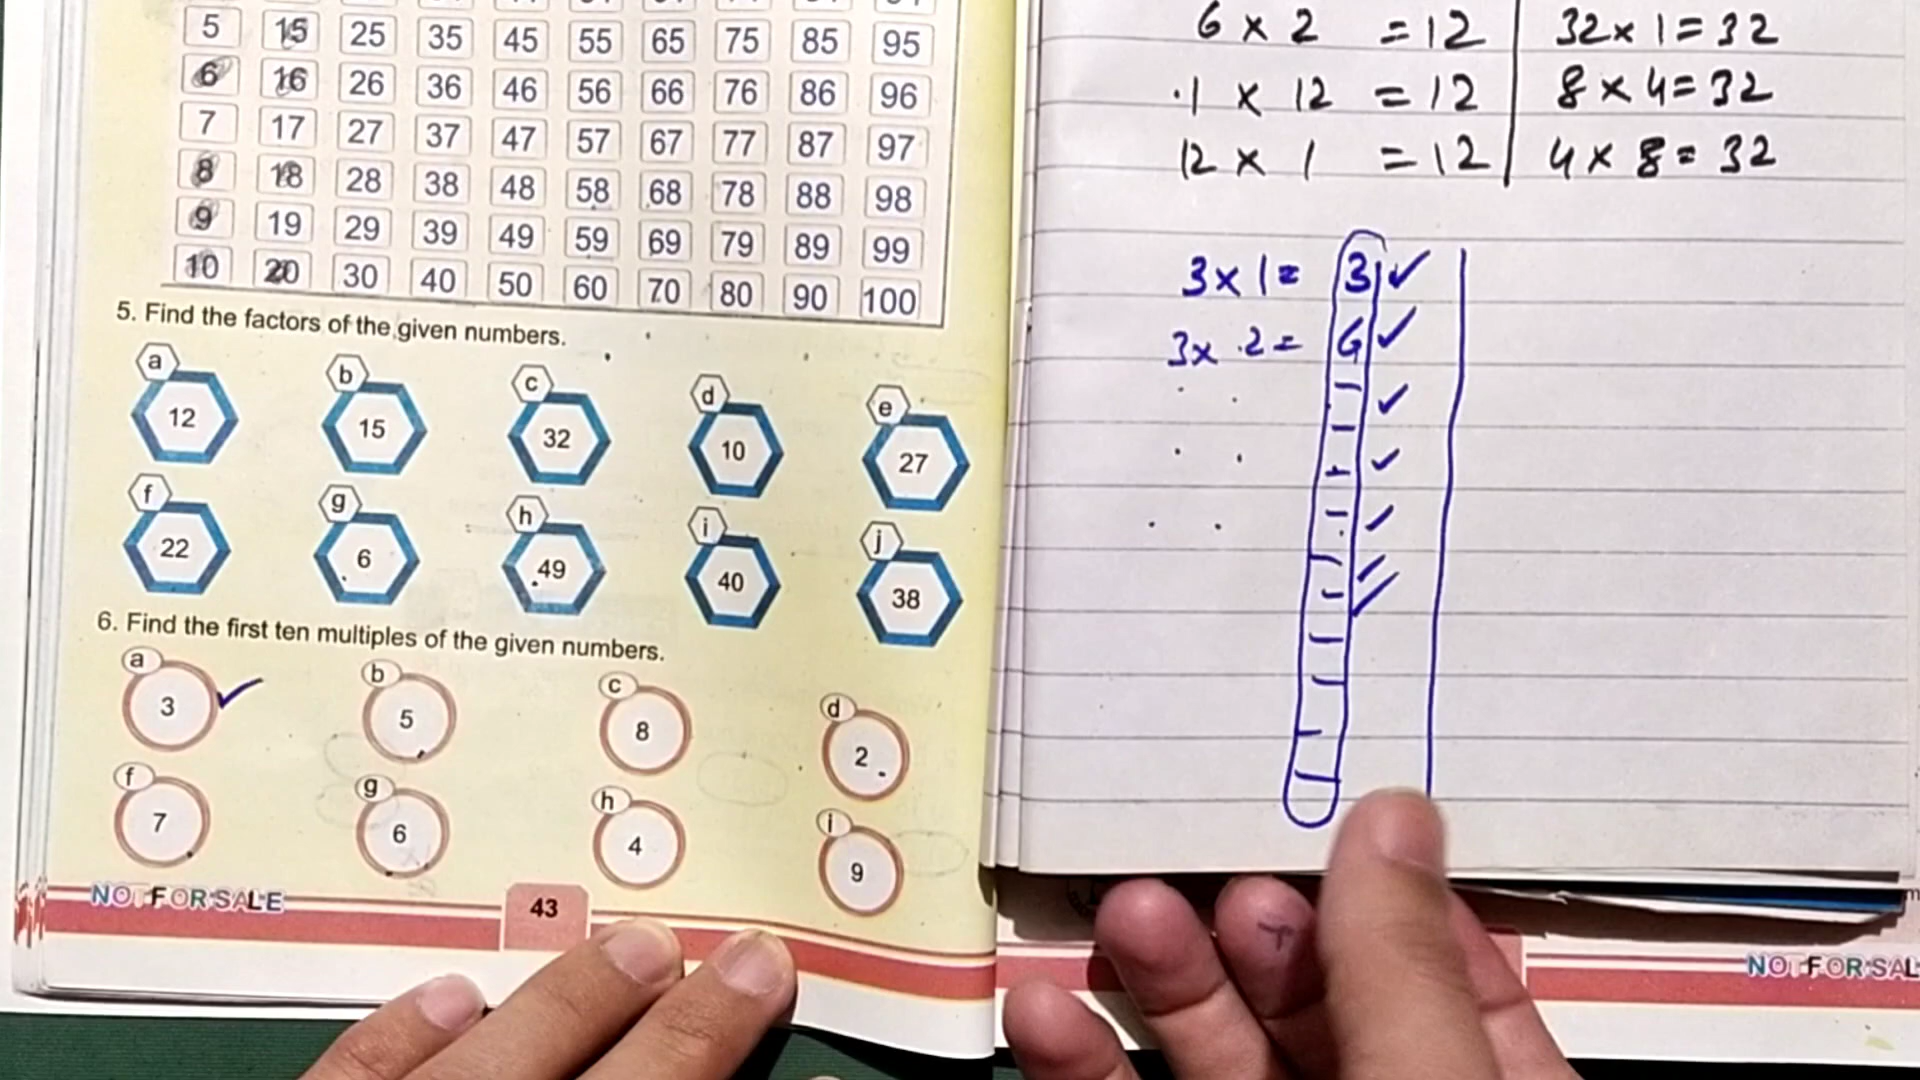 5 15 25 35 45 55 65 75 85 95
6 16 26 36 46 56 66 76 86 96
7 17 27 37 47 57 67 77 87 97
8 18 28 38 48 58 68 78 88 98
9 19 29 39 49 59 69 79 89 99
10 20 30 40 50 60 70 80 90 100
5. Find the factors of the given numbers.
a b c d e
12 15 32 10 27
f g h i j
22 6 49 40 38
6. Find the first ten multiples of the given numbers.
a b c d
3 5 8 2
f g h i
7 6 4 9
NOT FOR SALE
43
6 x 2 = 12 32 x 1 = 32
1 x 12 = 12 8 x 4 = 32
12 x 1 = 12 4 x 8 = 32
3 x 1 = 3
3 x 2 = 6
NOT FOR SAL